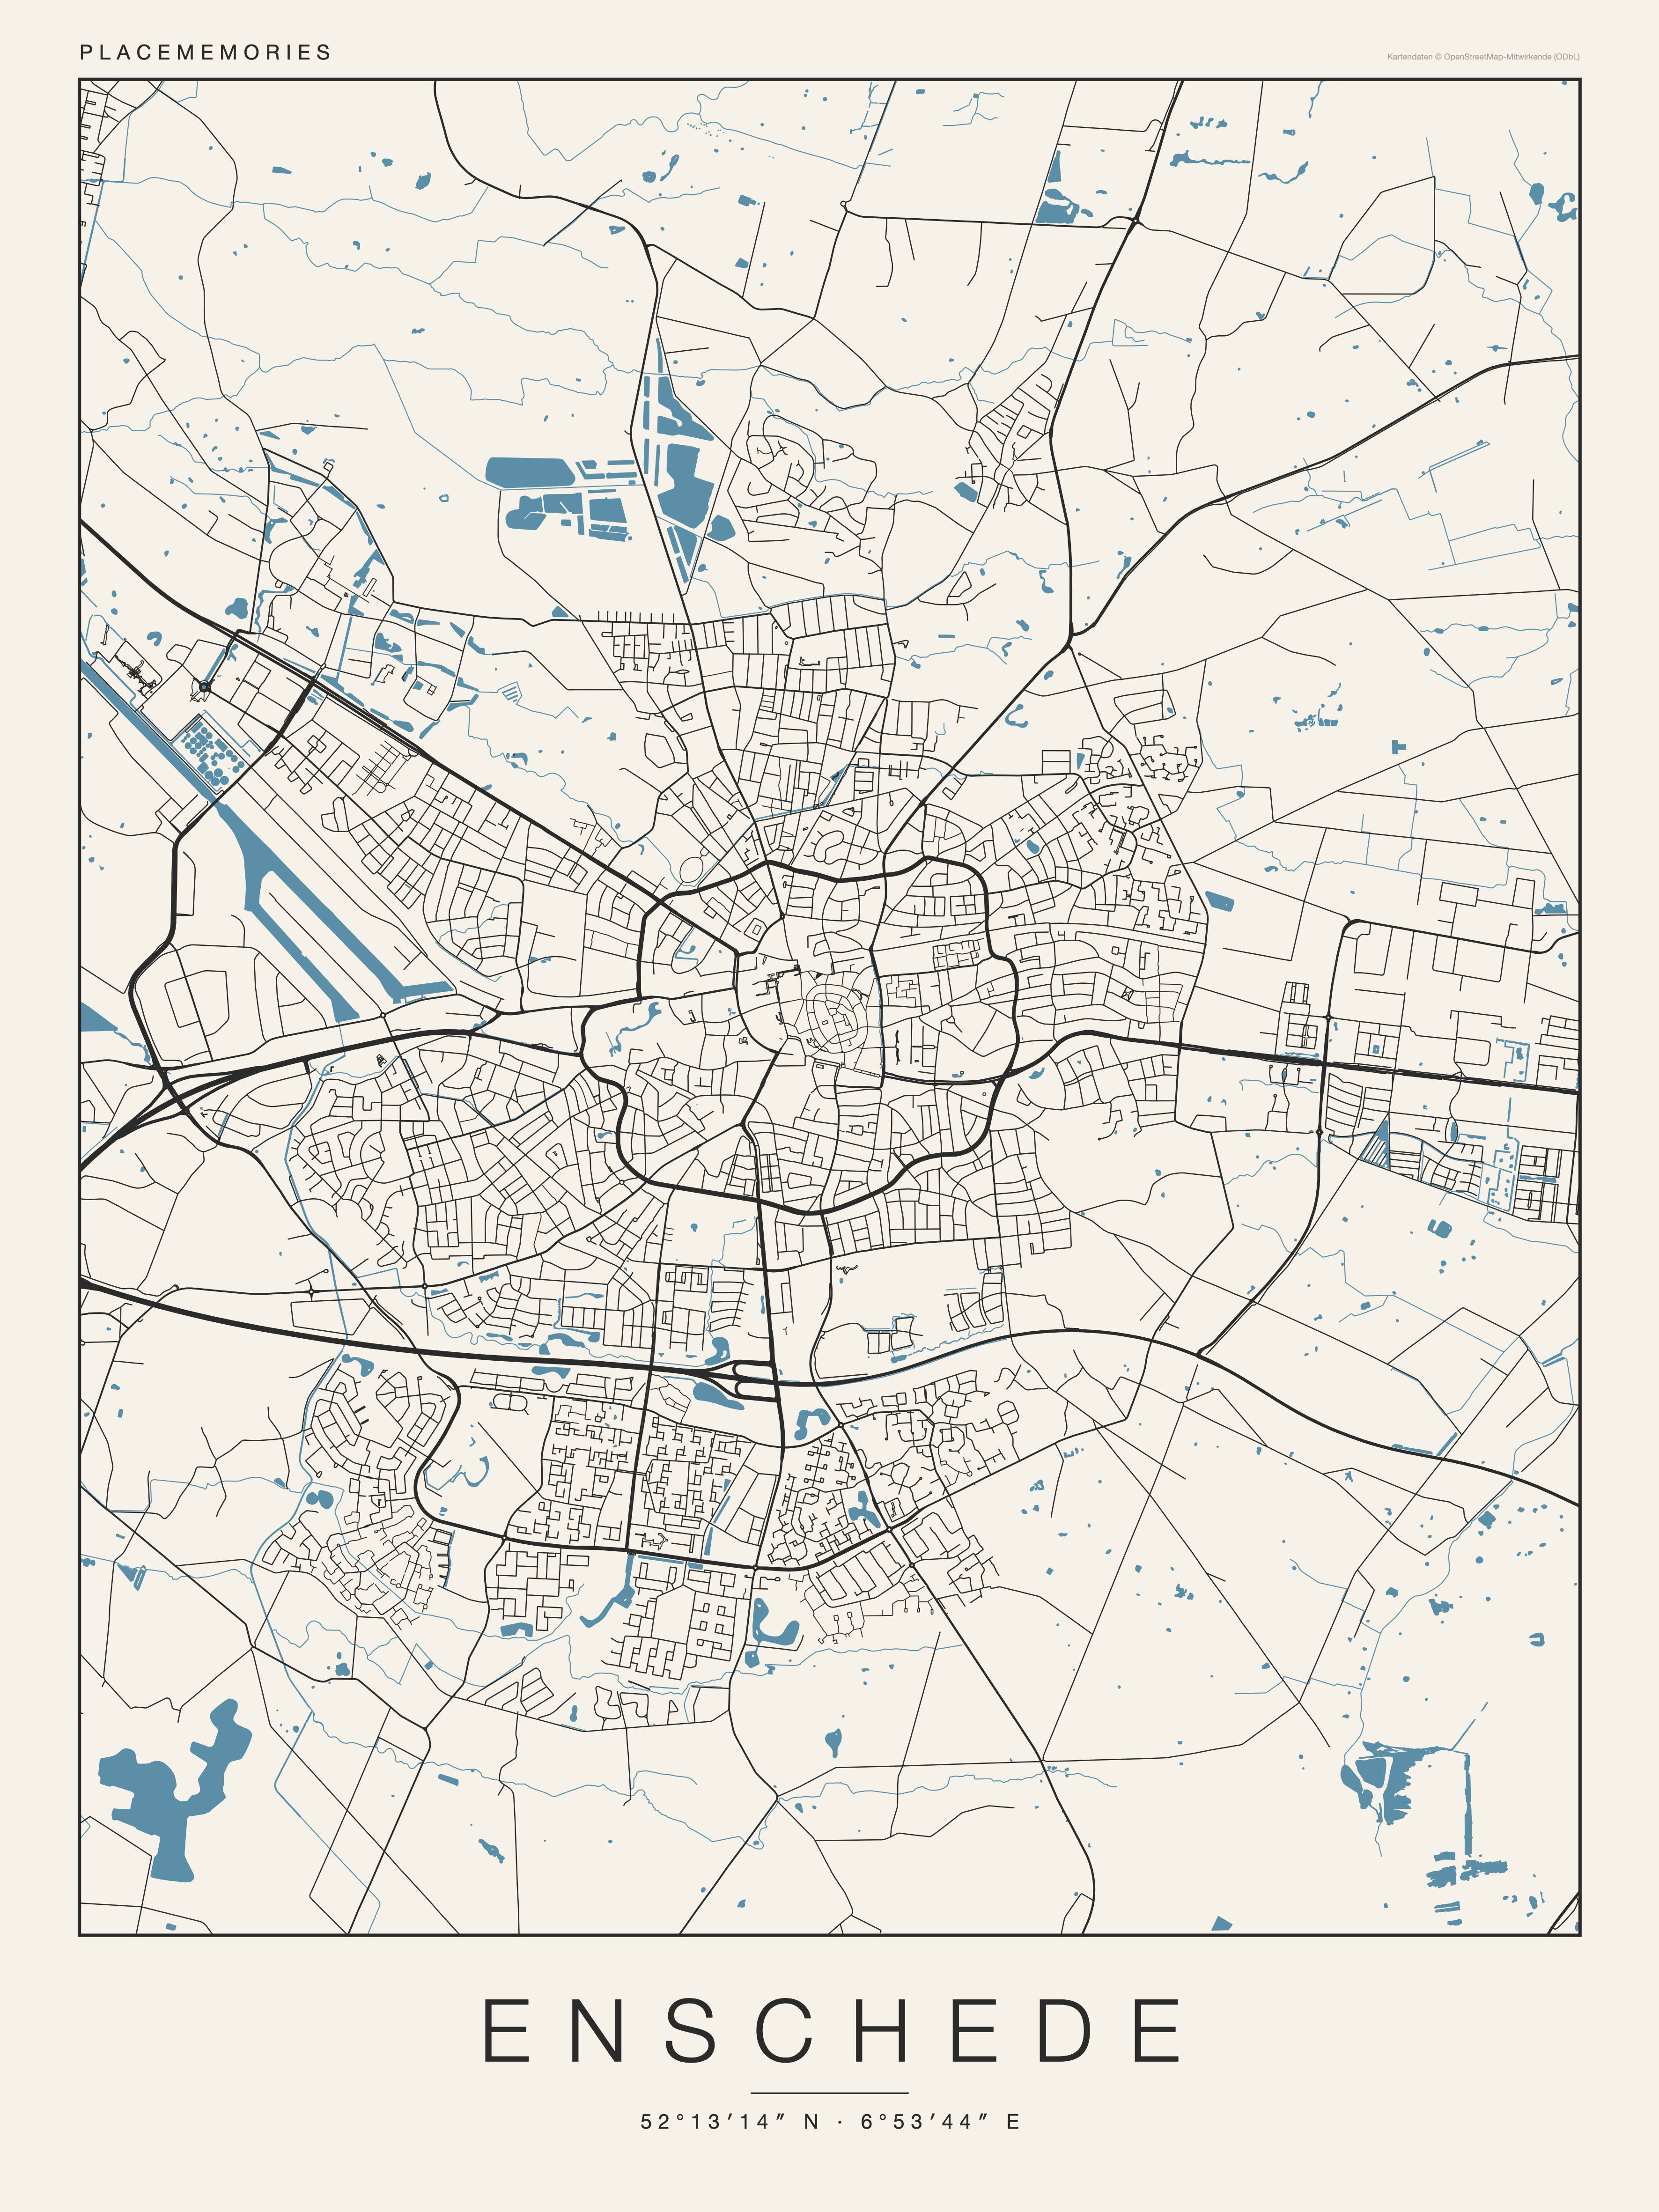 PLACEMEMORIES
Kartendaten © OpenStreetMap-Mitwirkende (ODbL)
ENSCHEDE
52°13′14″ N · 6°53′44″ E